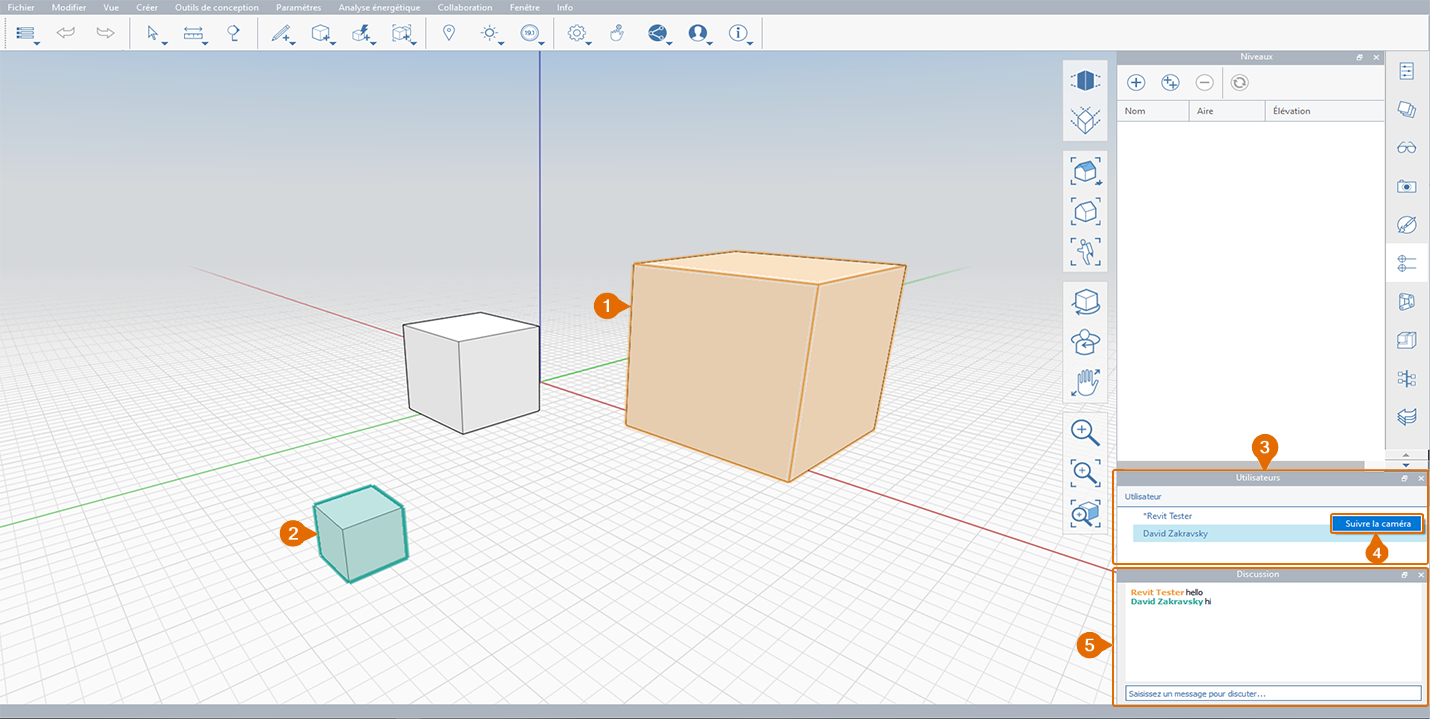 Fichier Modifier Vue Créer Outils de conception Paramètres Analyse énergétique Collaboration Fenêtre Info
19.1
Niveaux
Nom Aire Élévation
1
2
3
Utilisateurs
Utilisateur
*Revit Tester
Suivre la caméra
David Zakravsky
4
Discussion
Revit Tester hello
David Zakravsky hi
5
Saisissez un message pour discuter...